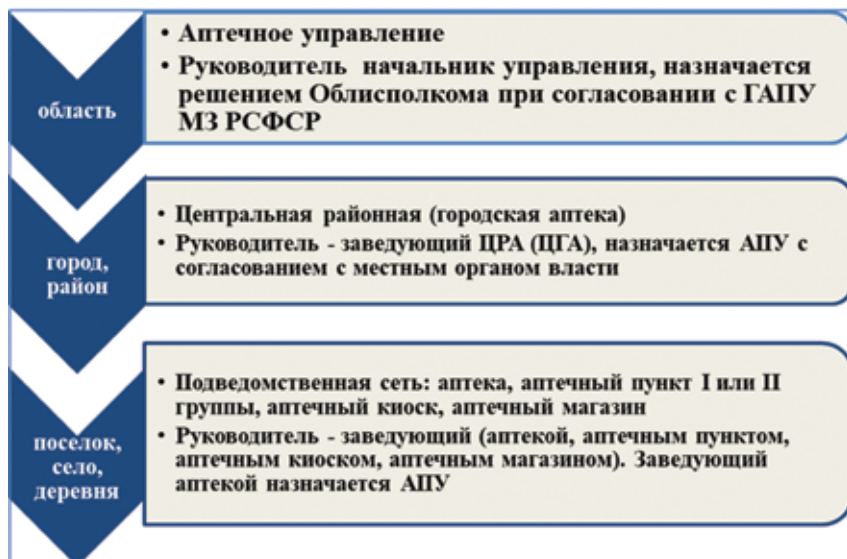 область
• Аптечное управление
• Руководитель начальник управления, назначается
решением Облисполкома при согласовании с ГАПУ
МЗ РСФСР
город,
район
• Центральная районная (городская аптека)
• Руководитель - заведующий ЦРА (ЦГА), назначается АПУ с
согласованием с местным органом власти
поселок,
село,
деревня
• Подведомственная сеть: аптека, аптечный пункт I или II
группы, аптечный киоск, аптечный магазин
• Руководитель - заведующий (аптекой, аптечным пунктом,
аптечным киоском, аптечным магазином). Заведующий
аптекой назначается АПУ